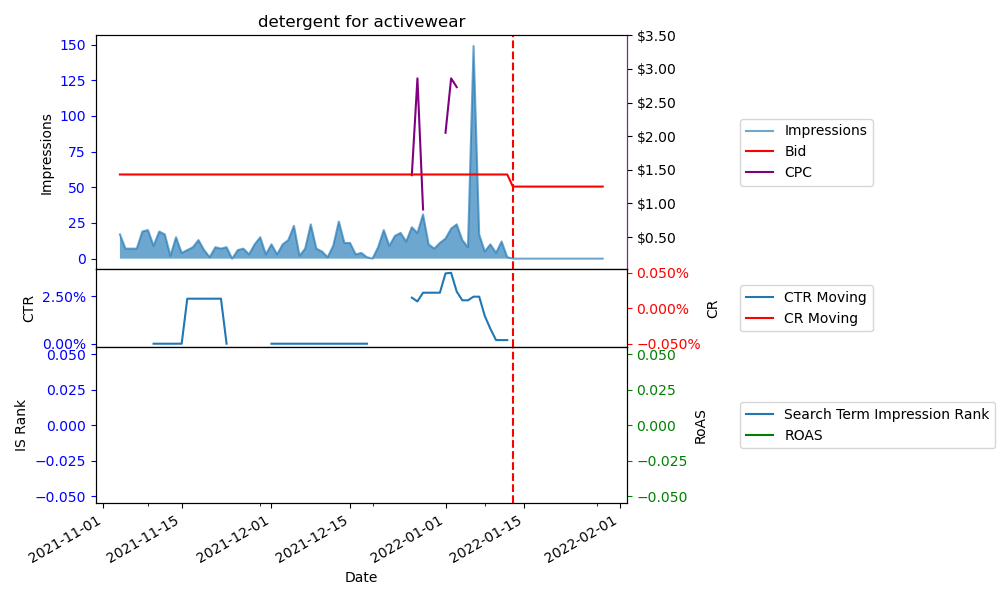 detergent for activewear
Impressions
150
125
100
75
50
25
0
$3.50
$3.00
$2.50
$2.00
$1.50
$1.00
$0.50
Impressions
Bid
CPC
CTR
2.50%
0.00%
0.050%
0.000%
−0.050%
CR
CTR Moving
CR Moving
IS Rank
0.050
0.025
0.000
−0.025
−0.050
0.050
0.025
0.000
−0.025
−0.050
RoAS
Search Term Impression Rank
ROAS
2021-11-01
2021-11-15
2021-12-01
2021-12-15
2022-01-01
2022-01-15
2022-02-01
Date